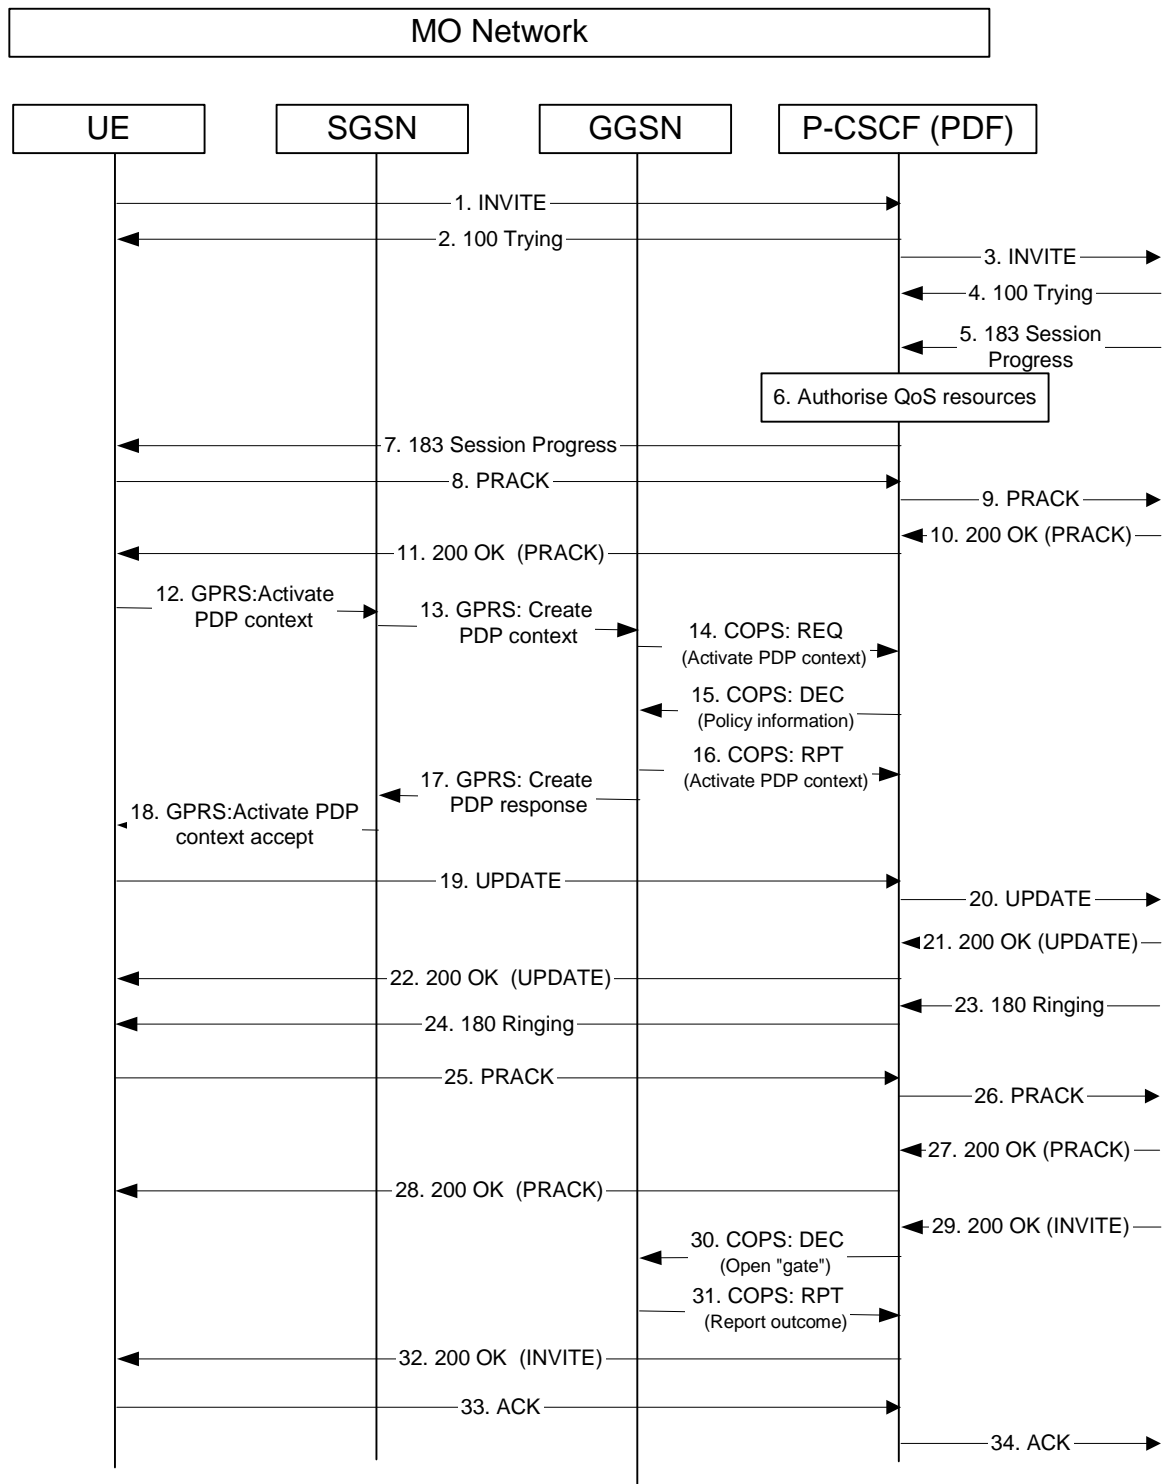 MO Network
UE
SGSN
GGSN
P-CSCF (PDF)
1. INVITE
2. 100 Trying
3. INVITE
4. 100 Trying
5. 183 Session
Progress
6. Authorise QoS resources
7. 183 Session Progress
8. PRACK
9. PRACK
10. 200 OK (PRACK)
11. 200 OK (PRACK)
12. GPRS:Activate
PDP context
13. GPRS: Create
PDP context
14. COPS: REQ
(Activate PDP context)
15. COPS: DEC
(Policy information)
16. COPS: RPT
(Activate PDP context)
17. GPRS: Create
PDP response
18. GPRS:Activate PDP
context accept
19. UPDATE
20. UPDATE
21. 200 OK (UPDATE)
22. 200 OK (UPDATE)
23. 180 Ringing
24. 180 Ringing
25. PRACK
26. PRACK
27. 200 OK (PRACK)
28. 200 OK (PRACK)
29. 200 OK (INVITE)
30. COPS: DEC
(Open "gate")
31. COPS: RPT
(Report outcome)
32. 200 OK (INVITE)
33. ACK
34. ACK